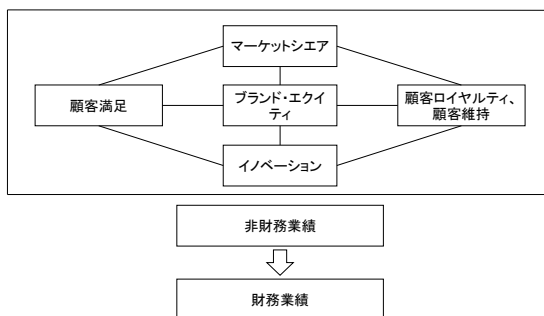 マーケットシエア
顧客満足
ブランド・エクイ
ティ
顧客ロイヤルティ、
顧客維持
イノベーション
非財務業績
財務業績